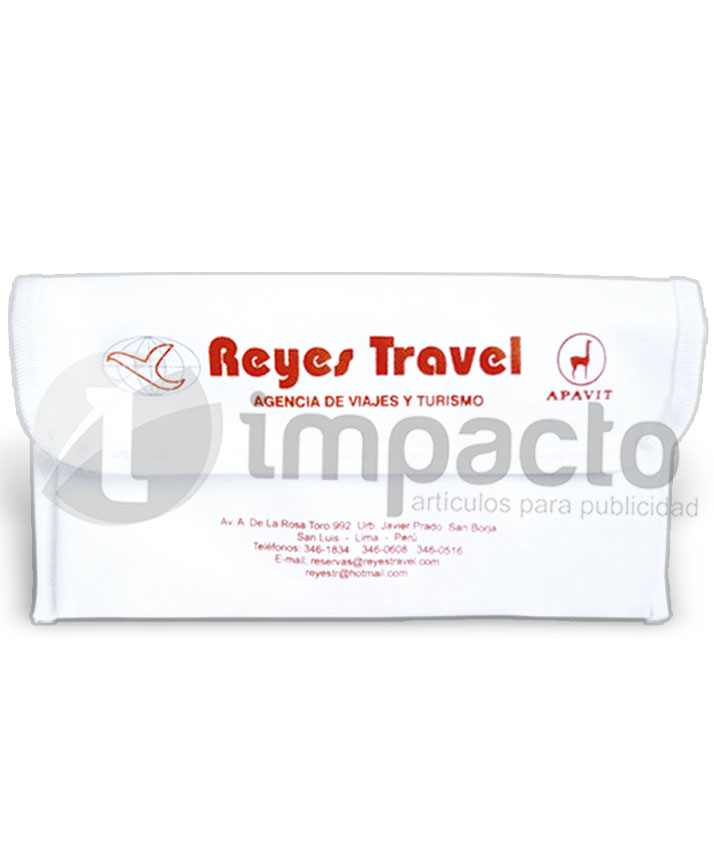 Reyes Travel
AGENCIA DE VIAJES Y TURISMO
APAVIT
impacto
artículos para publicidad
Av. A. De La Rosa Toro 992 Urb. Javier Prado San Borja
San Luis - Lima - Perú
Teléfonos: 346-1834 346-0608 346-0516
E-mail: reservas@reyestravel.com
reyestr@hotmail.com